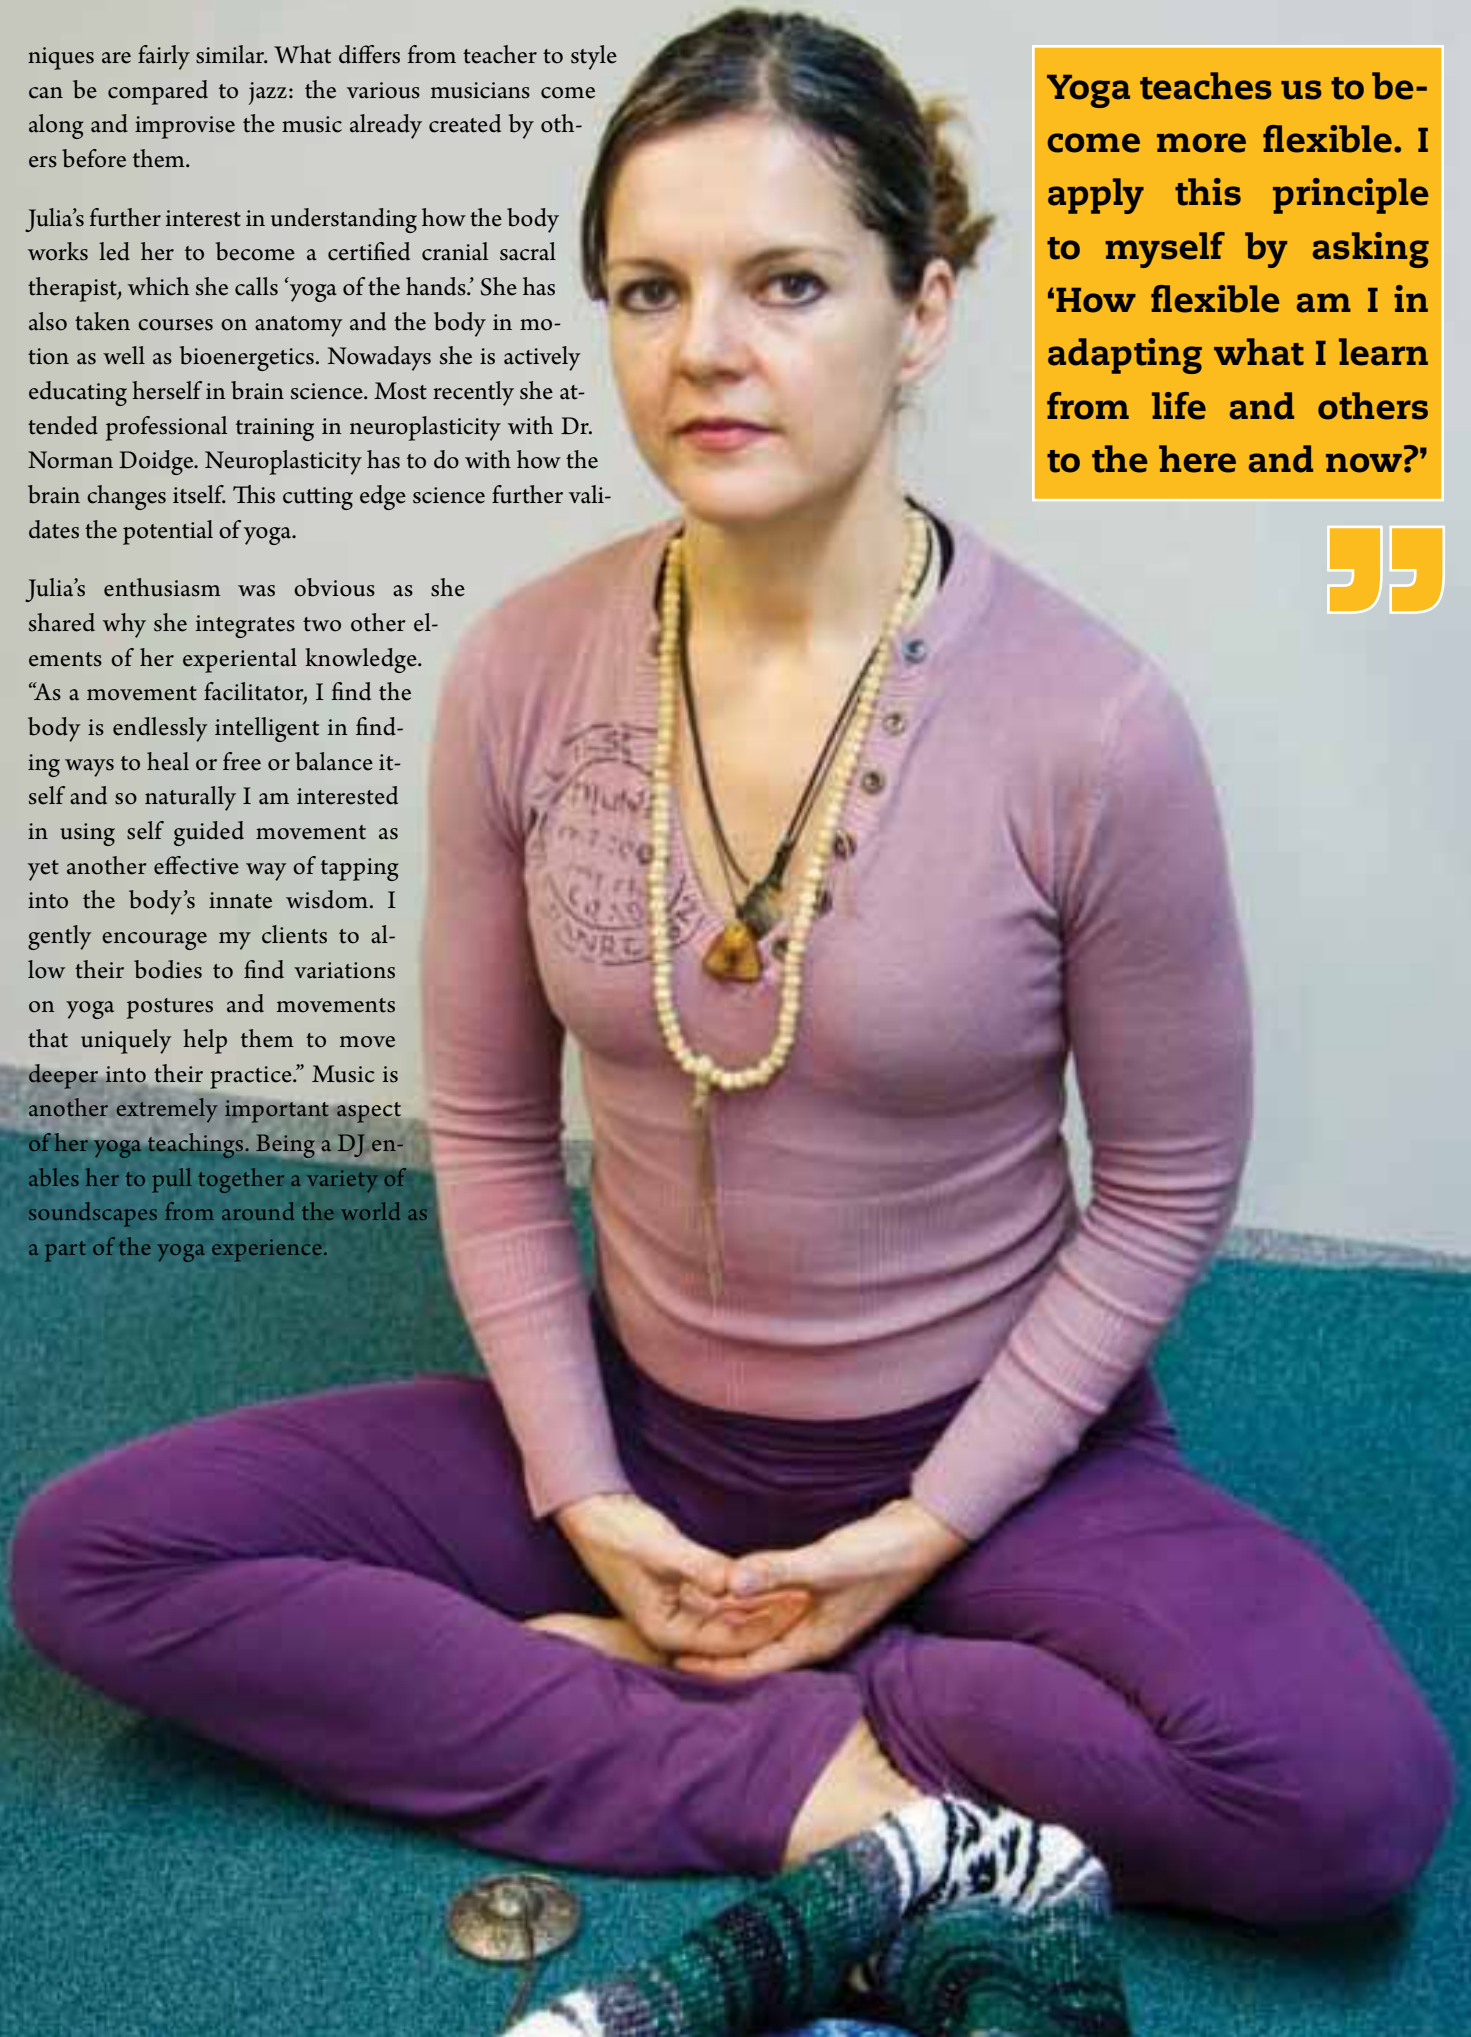 niques are fairly similar. What differs from teacher to style
can be compared to jazz: the various musicians come
along and improvise the music already created by oth-
ers before them.
Julia’s further interest in understanding how the body
works led her to become a certified cranial sacral
therapist, which she calls ‘yoga of the hands.’ She has
also taken courses on anatomy and the body in mo-
tion as well as bioenergetics. Nowadays she is actively
educating herself in brain science. Most recently she at-
tended professional training in neuroplasticity with Dr.
Norman Doidge. Neuroplasticity has to do with how the
brain changes itself. This cutting edge science further vali-
dates the potential of yoga.
Julia’s enthusiasm was obvious as she
shared why she integrates two other el-
ements of her experiental knowledge.
“As a movement facilitator, I find the
body is endlessly intelligent in find-
ing ways to heal or free or balance it-
self and so naturally I am interested
in using self guided movement as
yet another effective way of tapping
into the body’s innate wisdom. I
gently encourage my clients to al-
low their bodies to find variations
on yoga postures and movements
that uniquely help them to move
deeper into their practice.” Music is
another extremely important aspect
of her yoga teachings. Being a DJ en-
ables her to pull together a variety of
soundscapes from around the world as
a part of the yoga experience.
Yoga teaches us to be-
come more flexible. I
apply this principle
to myself by asking
‘How flexible am I in
adapting what I learn
from life and others
to the here and now?’
”